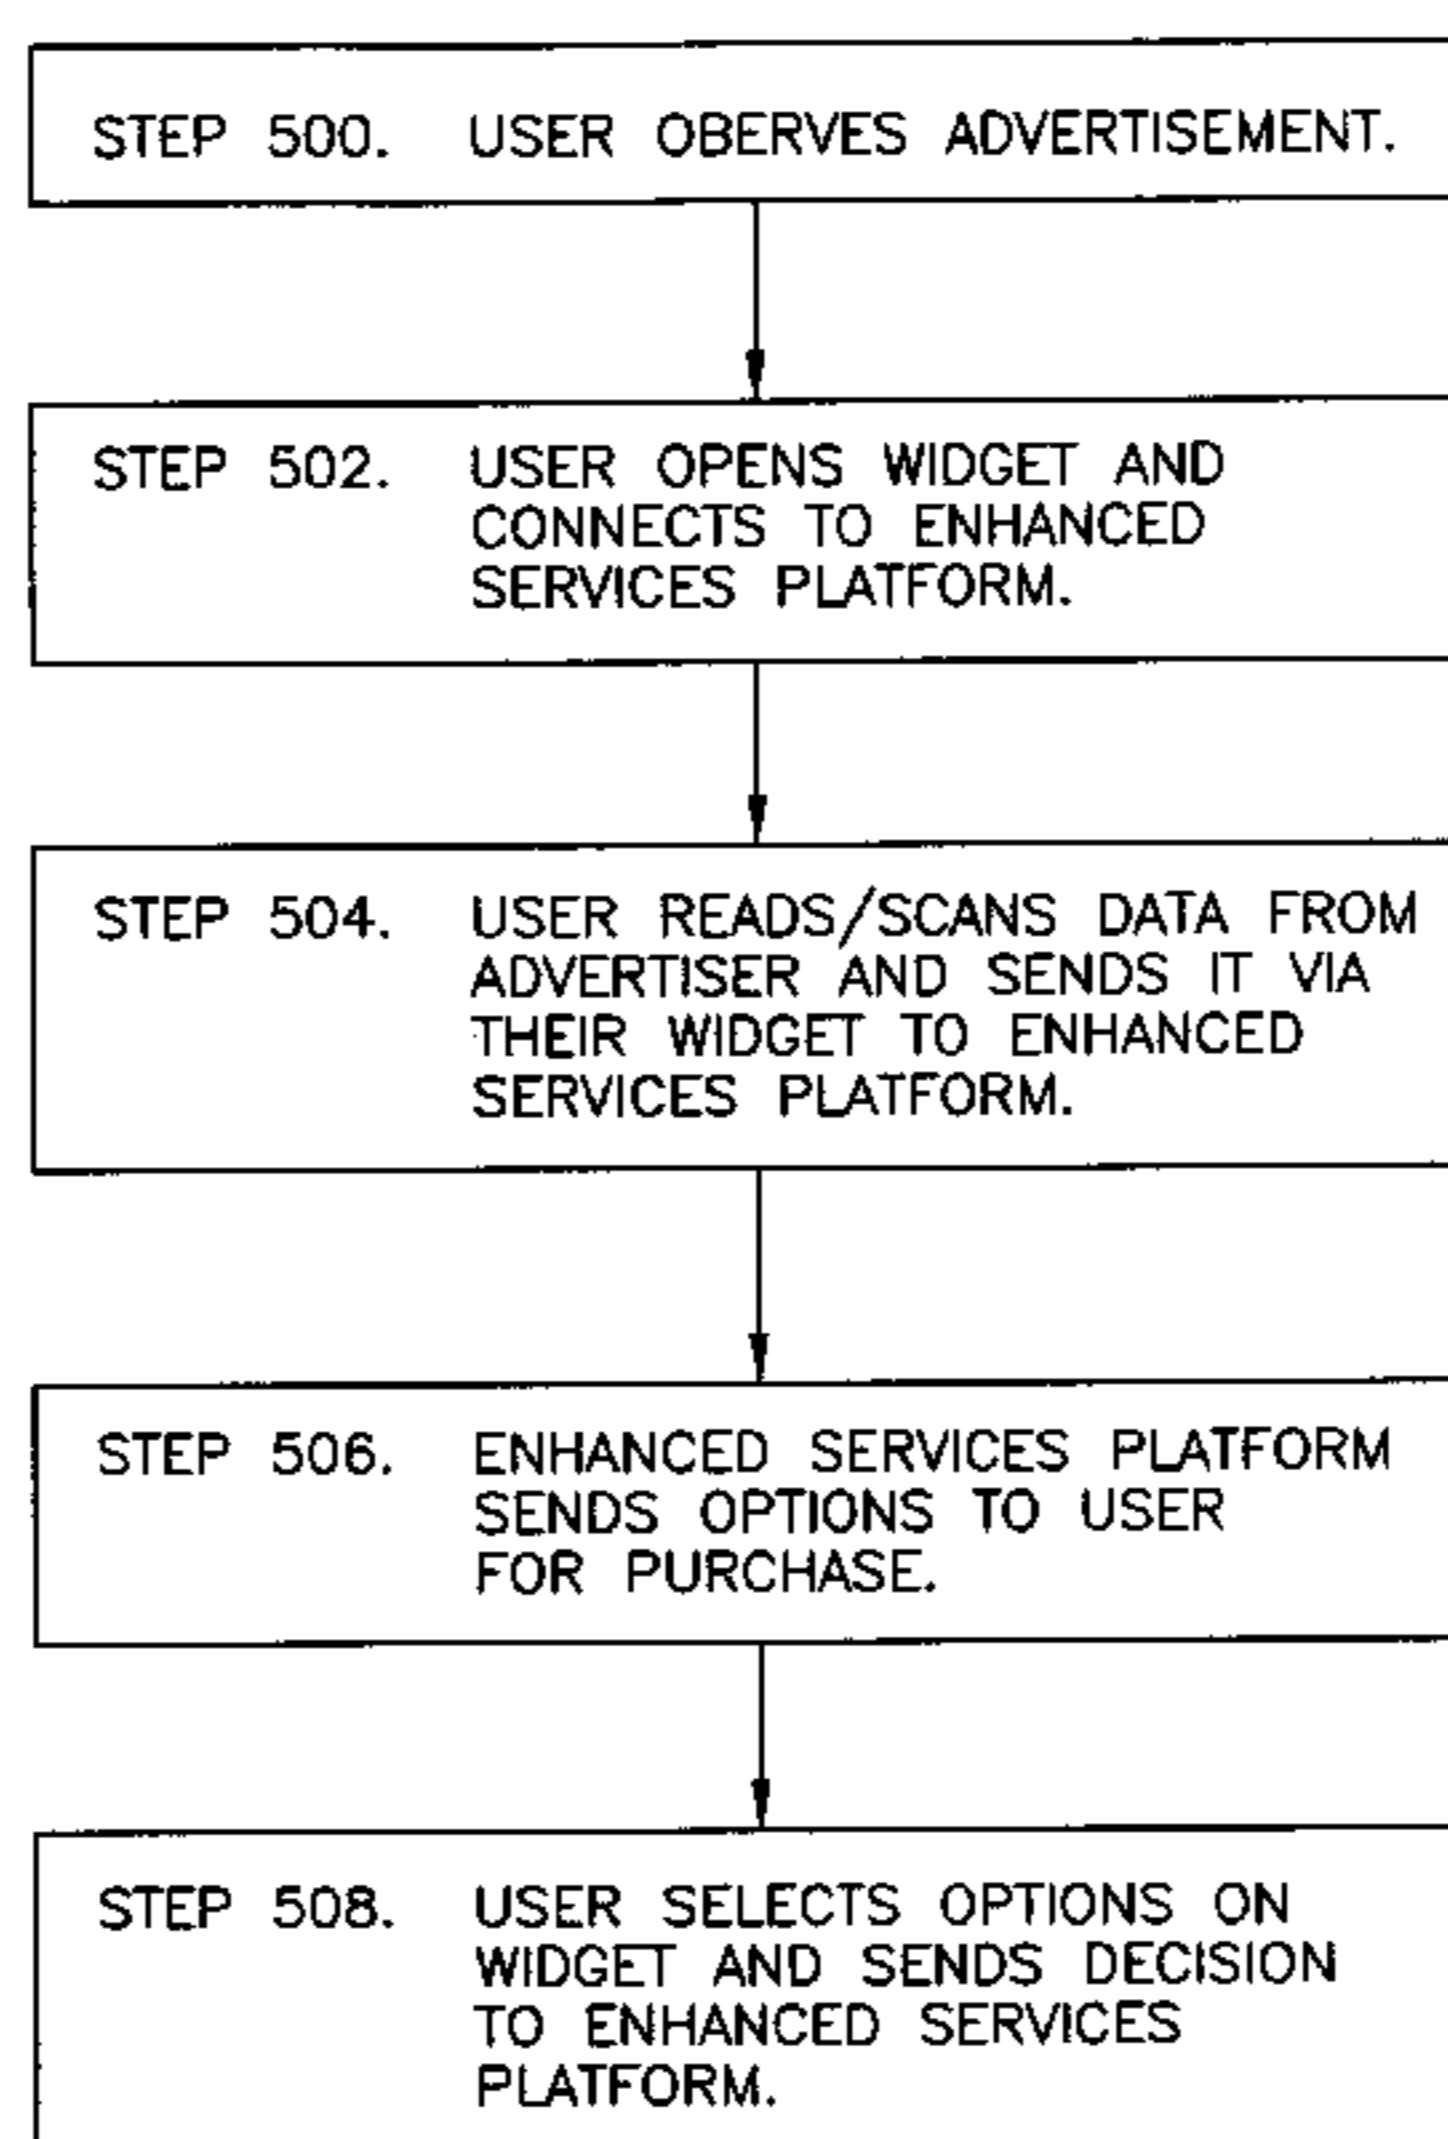 STEP 500. USER OBERVES ADVERTISEMENT.
STEP 502. USER OPENS WIDGET AND
CONNECTS TO ENHANCED
SERVICES PLATFORM.
STEP 504. USER READS/SCANS DATA FROM
ADVERTISER AND SENDS IT VIA
THEIR WIDGET TO ENHANCED
SERVICES PLATFORM.
STEP 506. ENHANCED SERVICES PLATFORM
SENDS OPTIONS TO USER
FOR PURCHASE.
STEP 508. USER SELECTS OPTIONS ON
WIDGET AND SENDS DECISION
TO ENHANCED SERVICES
PLATFORM.